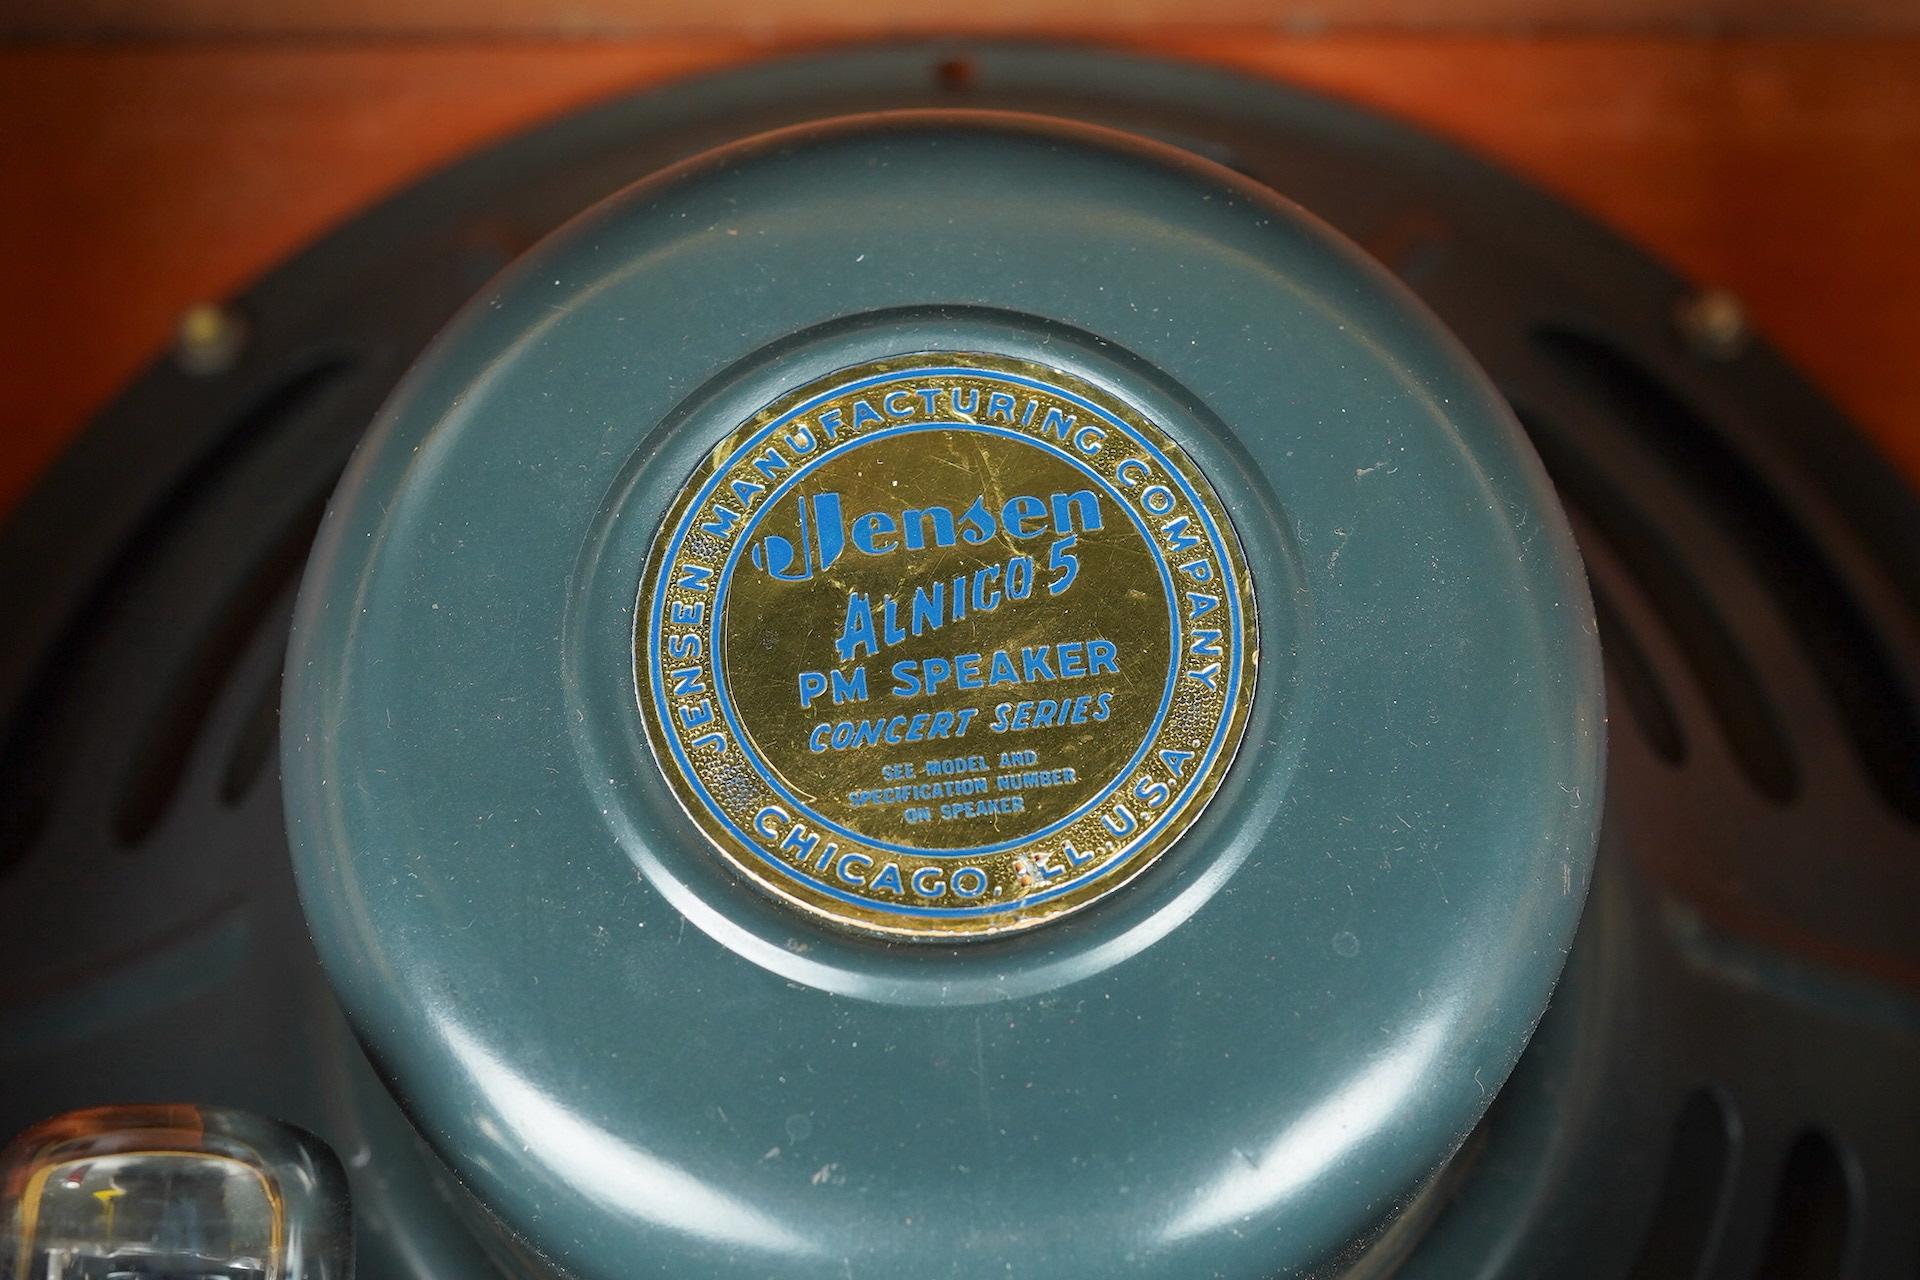 JENSEN MANUFACTURING COMPANY
Jensen
ALNICO 5
PM SPEAKER
CONCERT SERIES
SEE MODEL AND
SPECIFICATION NUMBER
ON SPEAKER
CHICAGO, ILL., U.S.A.